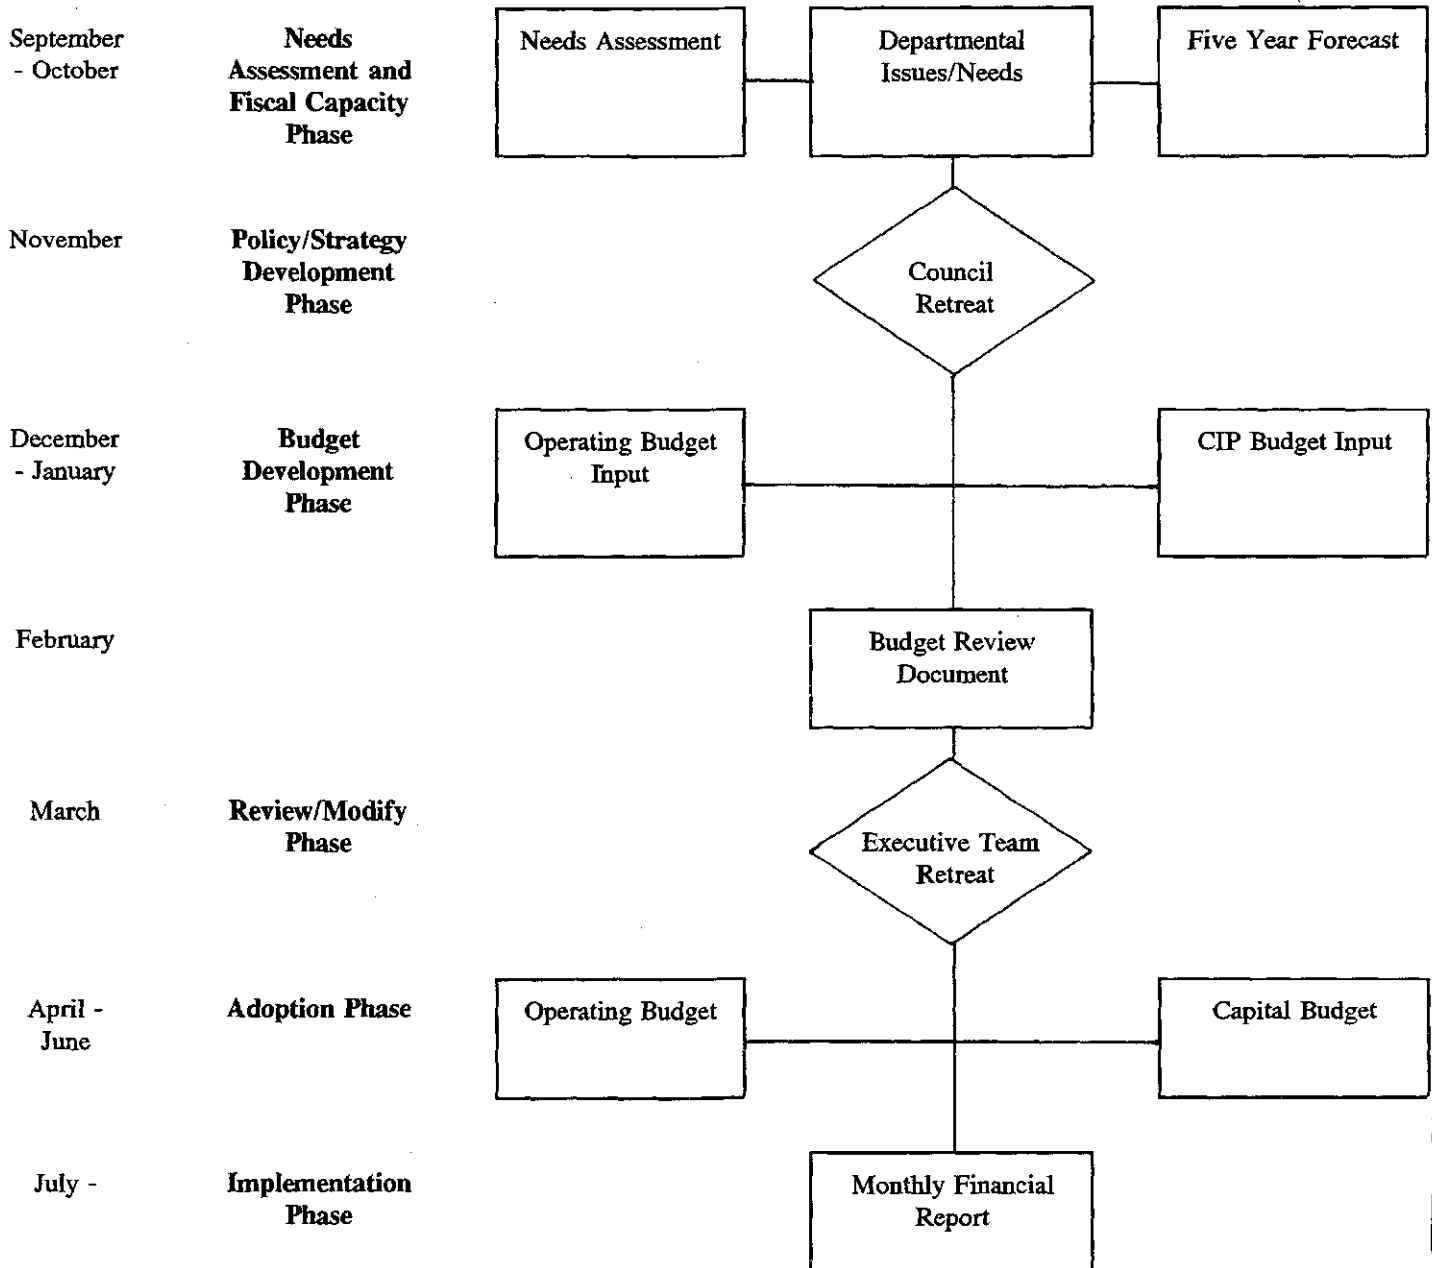 September
- October
Needs
Assessment and
Fiscal Capacity
Phase
Needs Assessment
Departmental
Issues/Needs
Five Year Forecast
November
Policy/Strategy
Development
Phase
Council
Retreat
December
- January
Budget
Development
Phase
Operating Budget
Input
CIP Budget Input
February
Budget Review
Document
March
Review/Modify
Phase
Executive Team
Retreat
April -
June
Adoption Phase
Operating Budget
Capital Budget
July -
Implementation
Phase
Monthly Financial
Report